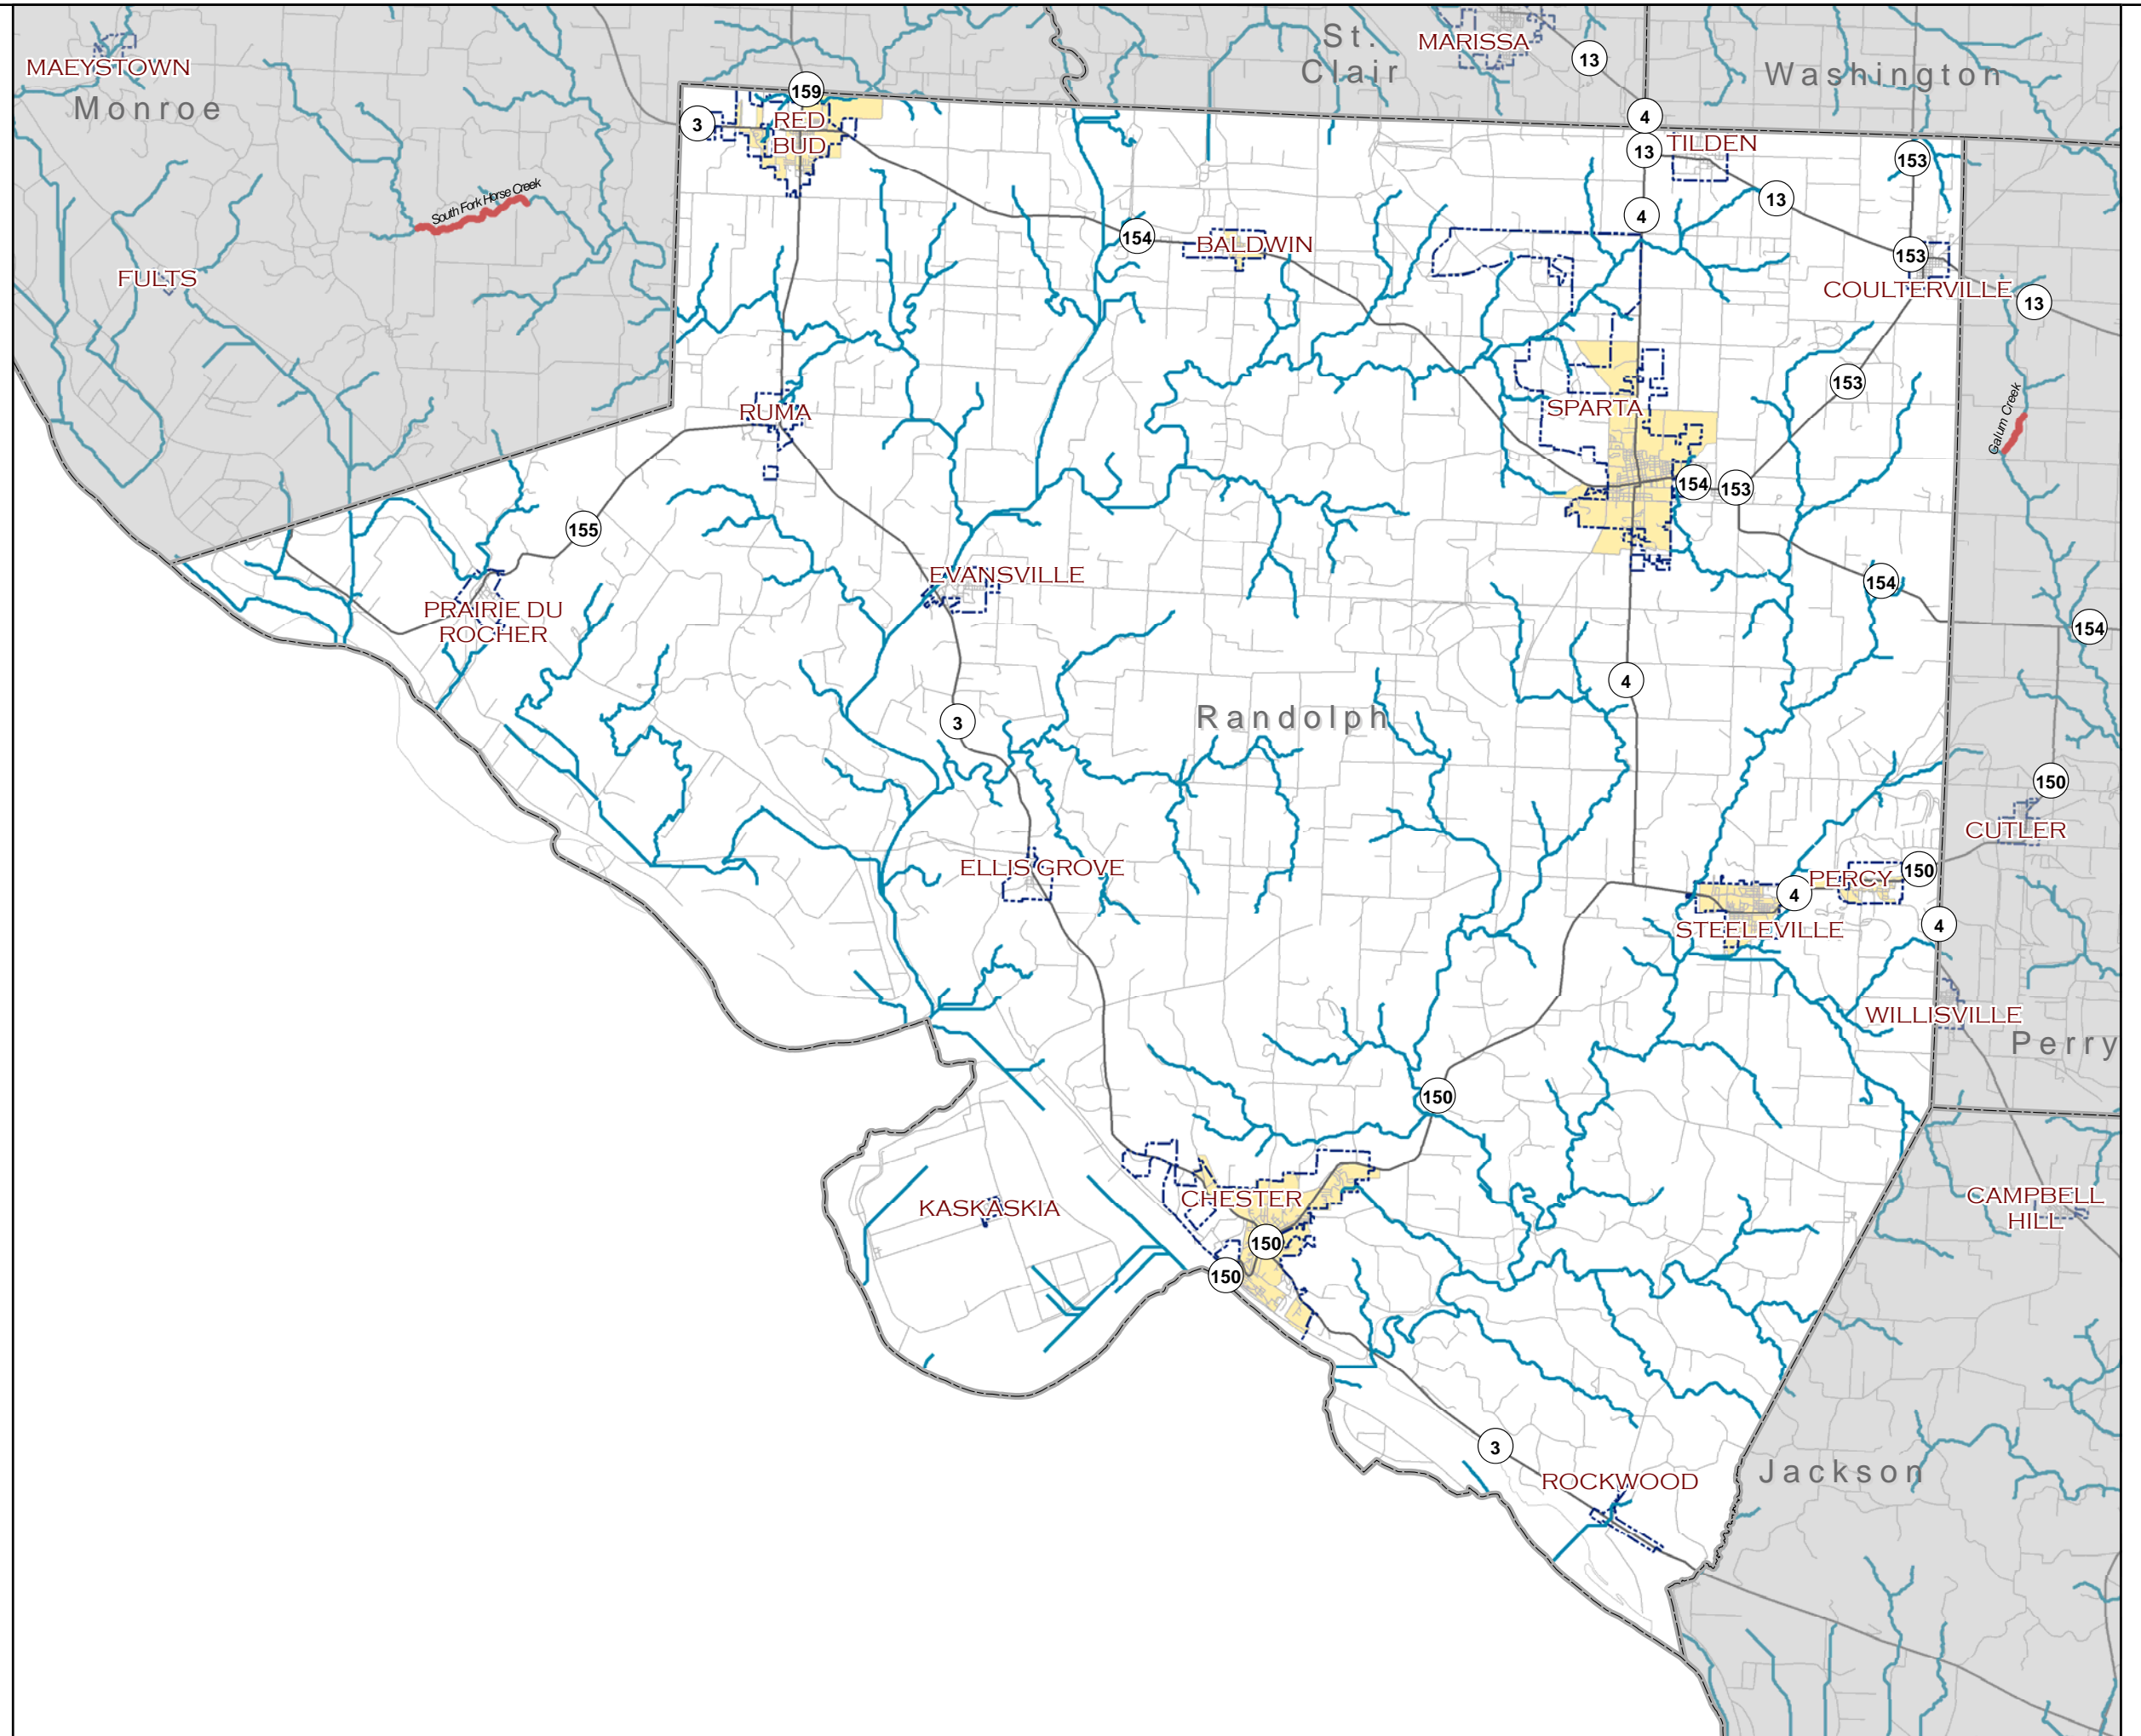 St.
Clair
MARISSA
13
MAEYSTOWN
Monroe
Washington
159
3
RED
BUD
4
13
TILDEN
153
13
4
South Fork Horse Creek
154
BALDWIN
153
FULTS
COULTERVILLE
13
153
RUMA
SPARTA
Galum Creek
154
153
155
EVANSVILLE
154
PRAIRIE DU
ROCHER
154
4
3
Randolph
150
CUTLER
ELLIS GROVE
PERCY
150
4
STEELEVILLE
4
WILLISVILLE
Perry
150
KASKASKIA
CHESTER
CAMPBELL
HILL
150
150
3
ROCKWOOD
Jackson